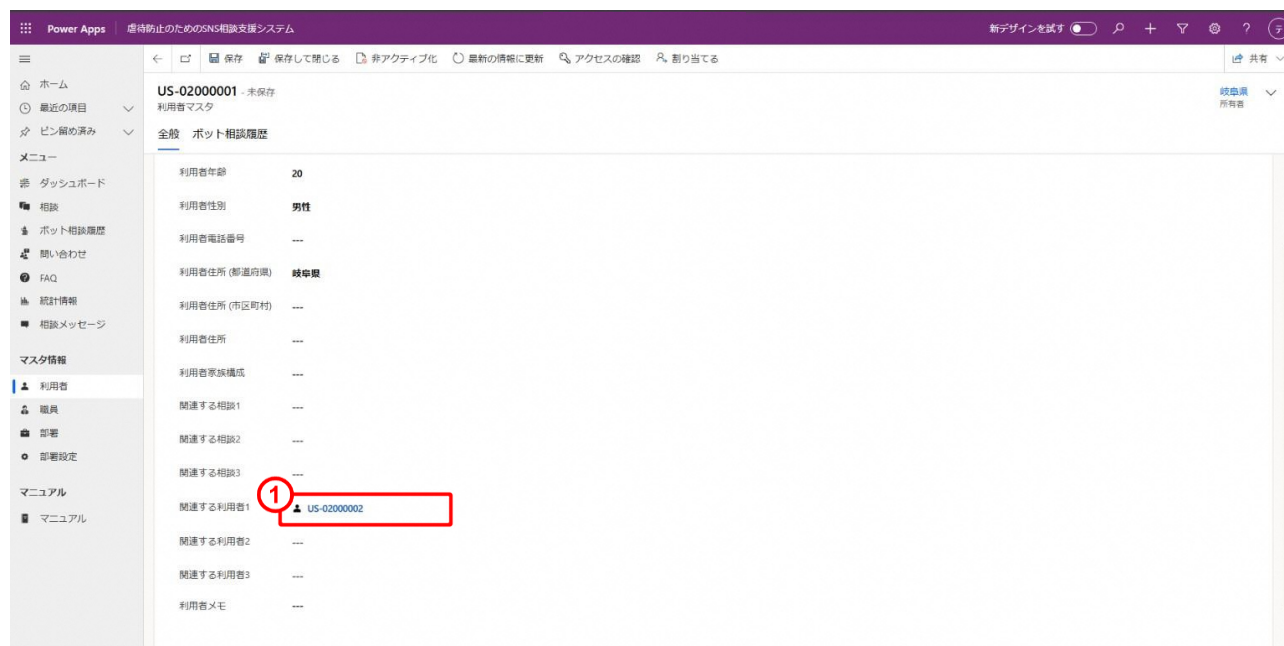 Power Apps 虐待防止のためのSNS相談支援システム 新デザインを試す
保存 保存して閉じる 非アクティブ化 最新の情報に更新 アクセスの確認 割り当てる 共有
ホーム
最近の項目
ピン留め済み
メニュー
ダッシュボード
相談
ボット相談履歴
問い合わせ
FAQ
統計情報
相談メッセージ
マスタ情報
利用者
職員
部署
部署設定
マニュアル
マニュアル
US-02000001 - 未保存
利用者マスタ
岐阜県
所有者
全般 ボット相談履歴
利用者年齢 20
利用者性別 男性
利用者電話番号 ---
利用者住所 (都道府県) 岐阜県
利用者住所 (市区町村) ---
利用者住所 ---
利用者家族構成 ---
関連する相談1 ---
関連する相談2 ---
関連する相談3 ---
関連する利用者1 ① US-02000002
関連する利用者2 ---
関連する利用者3 ---
利用者メモ ---